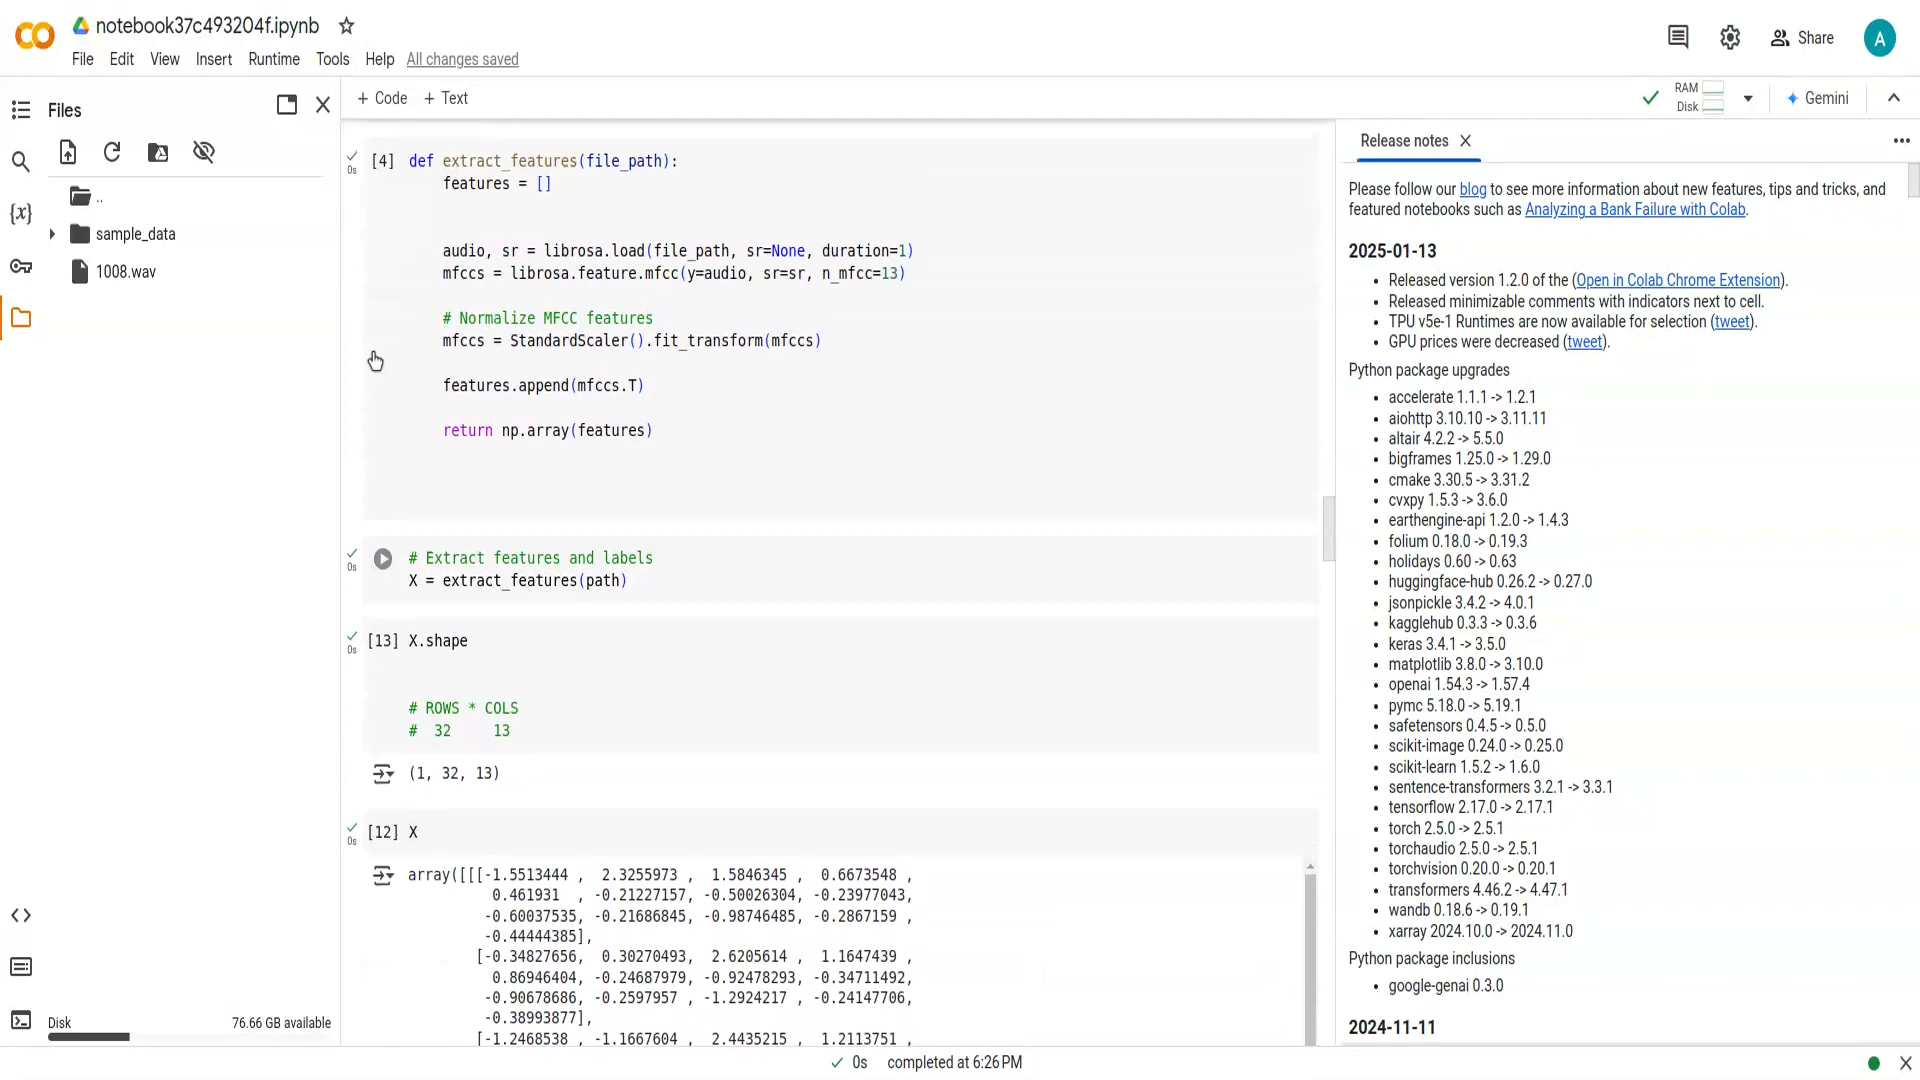 notebook37c493204f.ipynb
File Edit View Insert Runtime Tools Help All changes saved
Share
A
Files
+ Code + Text
RAM
Disk
Gemini
..
sample_data
1008.wav
{x}
Disk 76.66 GB available
0s
[4] def extract_features(file_path):
features = []
audio, sr = librosa.load(file_path, sr=None, duration=1)
mfccs = librosa.feature.mfcc(y=audio, sr=sr, n_mfcc=13)
# Normalize MFCC features
mfccs = StandardScaler().fit_transform(mfccs)
features.append(mfccs.T)
return np.array(features)
0s
# Extract features and labels
X = extract_features(path)
0s
[13] X.shape
# ROWS * COLS
# 32 13
(1, 32, 13)
0s
[12] X
array([[[-1.5513444 , 2.3255973 , 1.5846345 , 0.6673548 ,
0.461931 , -0.21227157, -0.50026304, -0.23977043,
-0.60037535, -0.21686845, -0.98746485, -0.2867159 ,
-0.44444385],
[-0.34827656, 0.30270493, 2.6205614 , 1.1647439 ,
0.86946404, -0.24687979, -0.92478293, -0.34711492,
-0.90678686, -0.2597957 , -1.2924217 , -0.24147706,
-0.38993877],
[-1.2468538 , -1.1667604 , 2.4435215 , 1.2113751 ,
0s completed at 6:26 PM
Release notes
Please follow our blog to see more information about new features, tips and tricks, and
featured notebooks such as Analyzing a Bank Failure with Colab.
2025-01-13
• Released version 1.2.0 of the (Open in Colab Chrome Extension).
• Released minimizable comments with indicators next to cell.
• TPU v5e-1 Runtimes are now available for selection (tweet).
• GPU prices were decreased (tweet).
Python package upgrades
• accelerate 1.1.1 -> 1.2.1
• aiohttp 3.10.10 -> 3.11.11
• altair 4.2.2 -> 5.5.0
• bigframes 1.25.0 -> 1.29.0
• cmake 3.30.5 -> 3.31.2
• cvxpy 1.5.3 -> 3.6.0
• earthengine-api 1.2.0 -> 1.4.3
• folium 0.18.0 -> 0.19.3
• holidays 0.60 -> 0.63
• huggingface-hub 0.26.2 -> 0.27.0
• jsonpickle 3.4.2 -> 4.0.1
• kagglehub 0.3.3 -> 0.3.6
• keras 3.4.1 -> 3.5.0
• matplotlib 3.8.0 -> 3.10.0
• openai 1.54.3 -> 1.57.4
• pymc 5.18.0 -> 5.19.1
• safetensors 0.4.5 -> 0.5.0
• scikit-image 0.24.0 -> 0.25.0
• scikit-learn 1.5.2 -> 1.6.0
• sentence-transformers 3.2.1 -> 3.3.1
• tensorflow 2.17.0 -> 2.17.1
• torch 2.5.0 -> 2.5.1
• torchaudio 2.5.0 -> 2.5.1
• torchvision 0.20.0 -> 0.20.1
• transformers 4.46.2 -> 4.47.1
• wandb 0.18.6 -> 0.19.1
• xarray 2024.10.0 -> 2024.11.0
Python package inclusions
• google-genai 0.3.0
2024-11-11